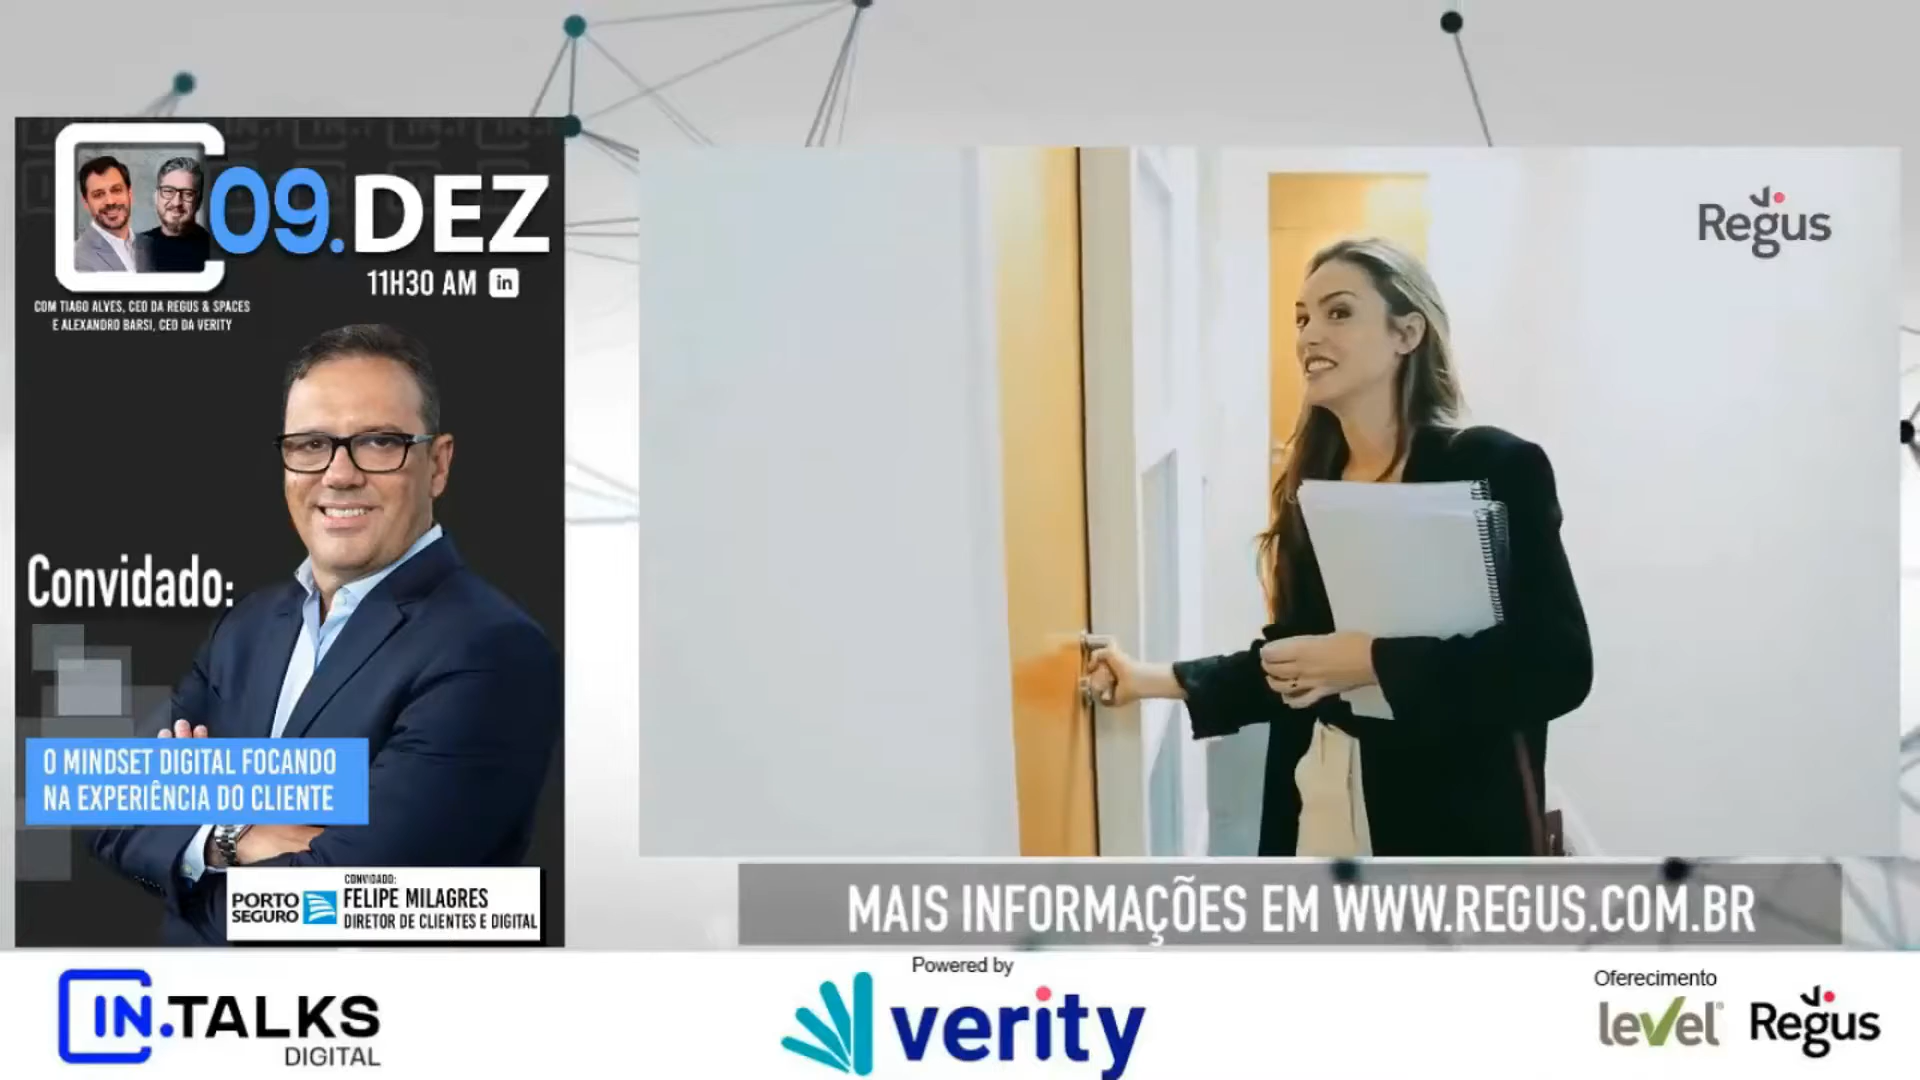 09.DEZ
11H30 AM in
COM TIAGO ALVES, CEO DA REGUS & SPACES
E ALEXANDRO BARSI, CEO DA VERITY
Convidado:
O MINDSET DIGITAL FOCANDO
NA EXPERIÊNCIA DO CLIENTE
PORTO
SEGURO
CONVIDADO:
FELIPE MILAGRES
DIRETOR DE CLIENTES E DIGITAL
Regus
MAIS INFORMAÇÕES EM WWW.REGUS.COM.BR
IN.TALKS
DIGITAL
Powered by
verity
Oferecimento
level
Regus